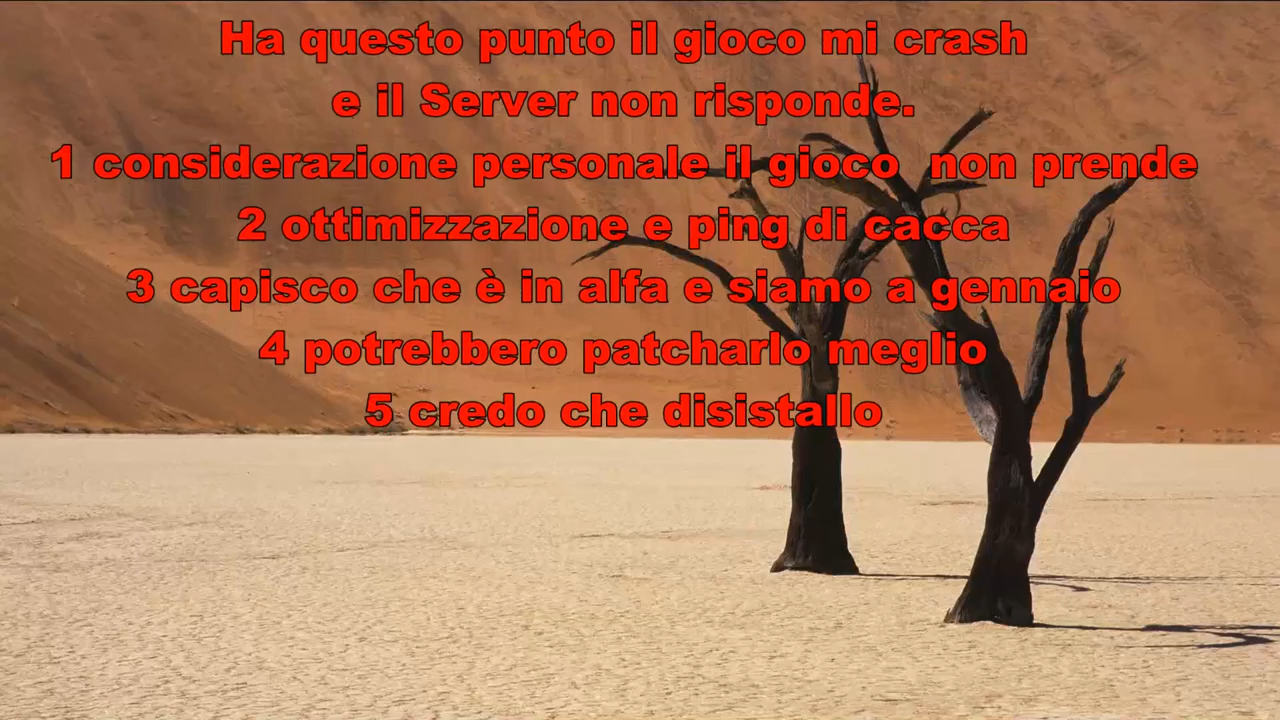 Ha questo punto il gioco mi crash
e il Server non risponde.
1 considerazione personale il gioco  non prende
2 ottimizzazione e ping di cacca
3 capisco che è in alfa e siamo a gennaio
4 potrebbero patcharlo meglio
5 credo che disistallo